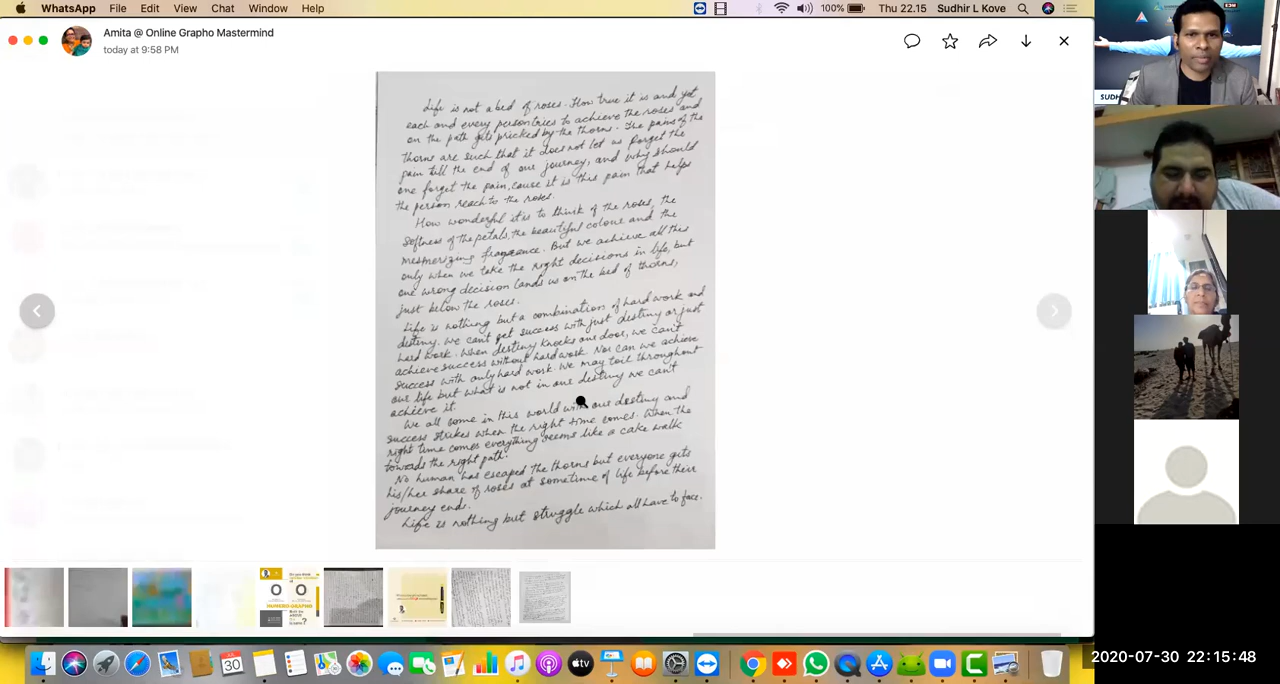 WhatsApp File Edit View Chat Window Help
100% Thu 22.15 Sudhir L Kove
Amita @ Online Grapho Mastermind
today at 9:58 PM
Life is not a bed of roses. How true it is and yet
each and every person tries to achieve the roses and
on the path gets pricked by the thorns. The pains of the
thorns are such that it does not let us forget the
pain till the end of our journey, and why should
one forget the pain, cause it is this pain that helps
the person reach to the roses.
How wonderful it is to think of the roses, the
softness of the petals, the beautiful colour and the
mesmerizing fragrance. But we achieve all this
only when we take the right decisions in life, but
one wrong decision lands us on the bed of thorns,
just below the roses.
Life is nothing but a combination of hard work and
destiny. We can't get success with just destiny or just
hard work. When destiny knocks our door, we can't
achieve success without hard work. Nor can we achieve
success with only hard work. We may toil throughout
our life but what is not in our destiny we can't
achieve it.
We all come in this world with our destiny and
success strikes when the right time comes. When the
right time comes everything seems like a cake walk
towards the right path.
No human has escaped the thorns but everyone gets
his/her share of roses at sometime of life before their
journey ends.
Life is nothing but struggle which all have to face.
SUDH
JUL
30
tv
2020-07-30 22:15:48